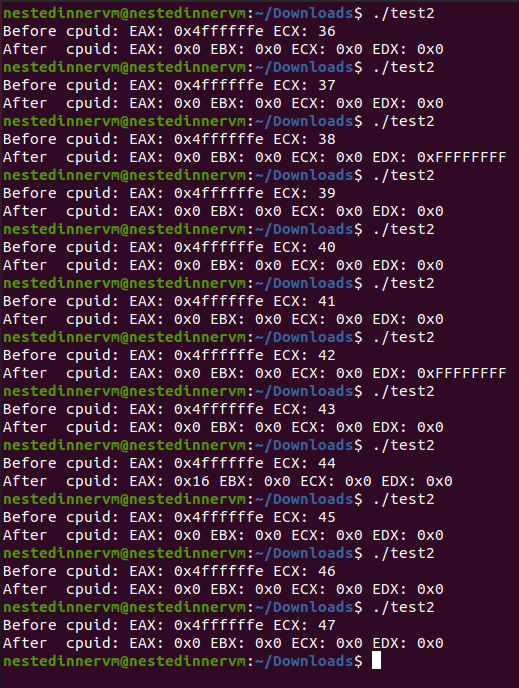 nestedinnervm@nestedinnervm:~/Downloads$ ./test2
Before cpuid: EAX: 0x4ffffffe ECX: 36
After  cpuid: EAX: 0x0 EBX: 0x0 ECX: 0x0 EDX: 0x0
nestedinnervm@nestedinnervm:~/Downloads$ ./test2
Before cpuid: EAX: 0x4ffffffe ECX: 37
After  cpuid: EAX: 0x0 EBX: 0x0 ECX: 0x0 EDX: 0x0
nestedinnervm@nestedinnervm:~/Downloads$ ./test2
Before cpuid: EAX: 0x4ffffffe ECX: 38
After  cpuid: EAX: 0x0 EBX: 0x0 ECX: 0x0 EDX: 0xFFFFFFFF
nestedinnervm@nestedinnervm:~/Downloads$ ./test2
Before cpuid: EAX: 0x4ffffffe ECX: 39
After  cpuid: EAX: 0x0 EBX: 0x0 ECX: 0x0 EDX: 0x0
nestedinnervm@nestedinnervm:~/Downloads$ ./test2
Before cpuid: EAX: 0x4ffffffe ECX: 40
After  cpuid: EAX: 0x0 EBX: 0x0 ECX: 0x0 EDX: 0x0
nestedinnervm@nestedinnervm:~/Downloads$ ./test2
Before cpuid: EAX: 0x4ffffffe ECX: 41
After  cpuid: EAX: 0x0 EBX: 0x0 ECX: 0x0 EDX: 0x0
nestedinnervm@nestedinnervm:~/Downloads$ ./test2
Before cpuid: EAX: 0x4ffffffe ECX: 42
After  cpuid: EAX: 0x0 EBX: 0x0 ECX: 0x0 EDX: 0xFFFFFFFF
nestedinnervm@nestedinnervm:~/Downloads$ ./test2
Before cpuid: EAX: 0x4ffffffe ECX: 43
After  cpuid: EAX: 0x0 EBX: 0x0 ECX: 0x0 EDX: 0x0
nestedinnervm@nestedinnervm:~/Downloads$ ./test2
Before cpuid: EAX: 0x4ffffffe ECX: 44
After  cpuid: EAX: 0x16 EBX: 0x0 ECX: 0x0 EDX: 0x0
nestedinnervm@nestedinnervm:~/Downloads$ ./test2
Before cpuid: EAX: 0x4ffffffe ECX: 45
After  cpuid: EAX: 0x0 EBX: 0x0 ECX: 0x0 EDX: 0x0
nestedinnervm@nestedinnervm:~/Downloads$ ./test2
Before cpuid: EAX: 0x4ffffffe ECX: 46
After  cpuid: EAX: 0x0 EBX: 0x0 ECX: 0x0 EDX: 0x0
nestedinnervm@nestedinnervm:~/Downloads$ ./test2
Before cpuid: EAX: 0x4ffffffe ECX: 47
After  cpuid: EAX: 0x0 EBX: 0x0 ECX: 0x0 EDX: 0x0
nestedinnervm@nestedinnervm:~/Downloads$